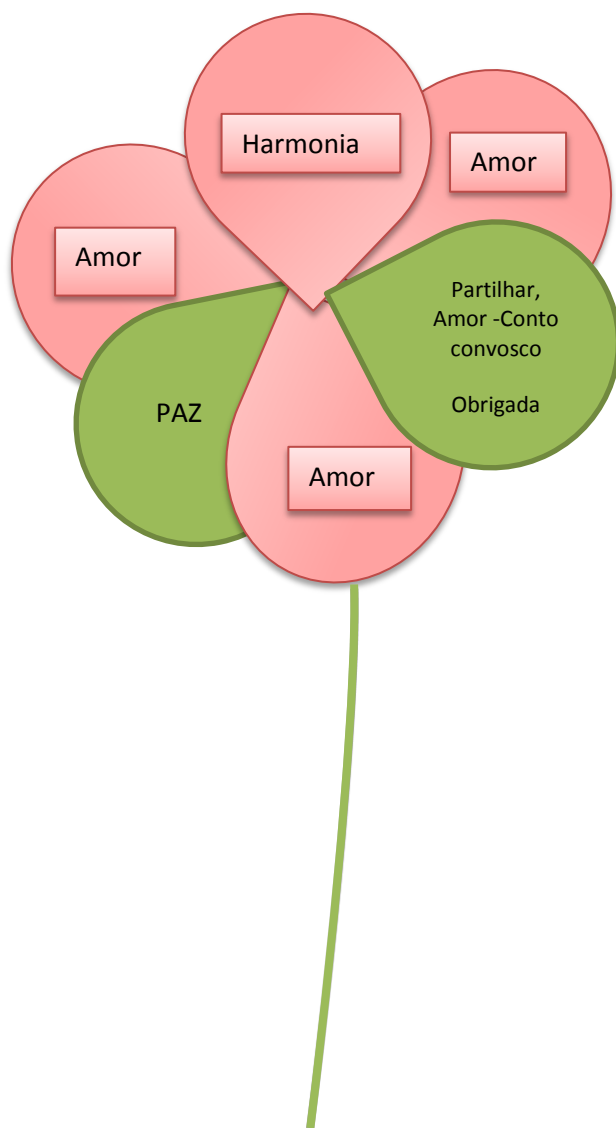 Harmonia
Amor
Amor
Partilhar,
Amor -Conto
convosco
Obrigada
PAZ
Amor